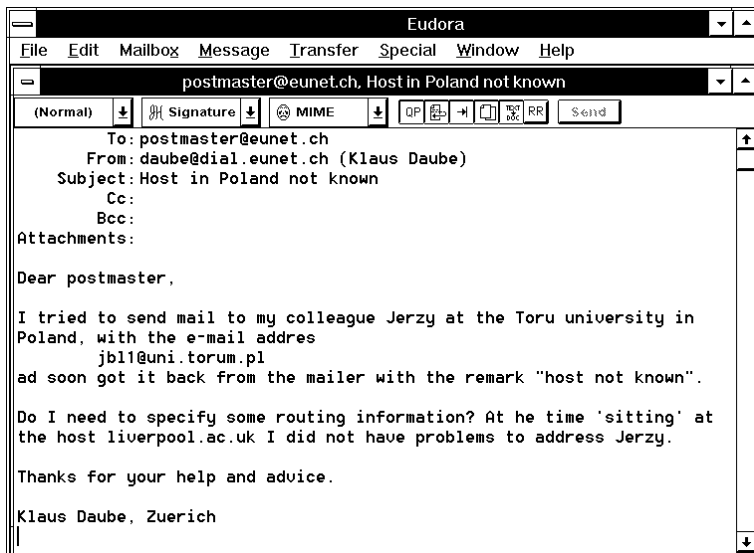 Eudora
File Edit Mailbox Message Transfer Special Window Help
postmaster@eunet.ch, Host in Poland not known
(Normal) Signature MIME QP TEXT DOC RR Send
To: postmaster@eunet.ch
From: daube@dial.eunet.ch (Klaus Daube)
Subject: Host in Poland not known
Cc:
Bcc:
Attachments:
Dear postmaster,
I tried to send mail to my colleague Jerzy at the Toru university in
Poland, with the e-mail addres
jbl1@uni.torum.pl
ad soon got it back from the mailer with the remark "host not known".
Do I need to specify some routing information? At he time 'sitting' at
the host liverpool.ac.uk I did not have problems to address Jerzy.
Thanks for your help and advice.
Klaus Daube, Zuerich